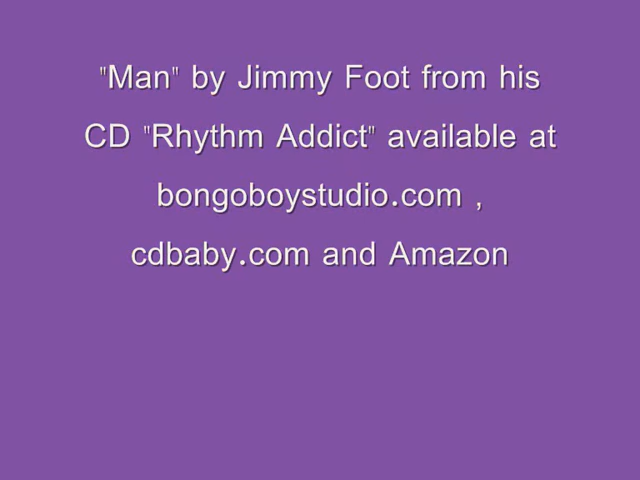 "Man" by Jimmy Foot from his
CD "Rhythm Addict" available at
bongoboystudio.com ,
cdbaby.com and Amazon